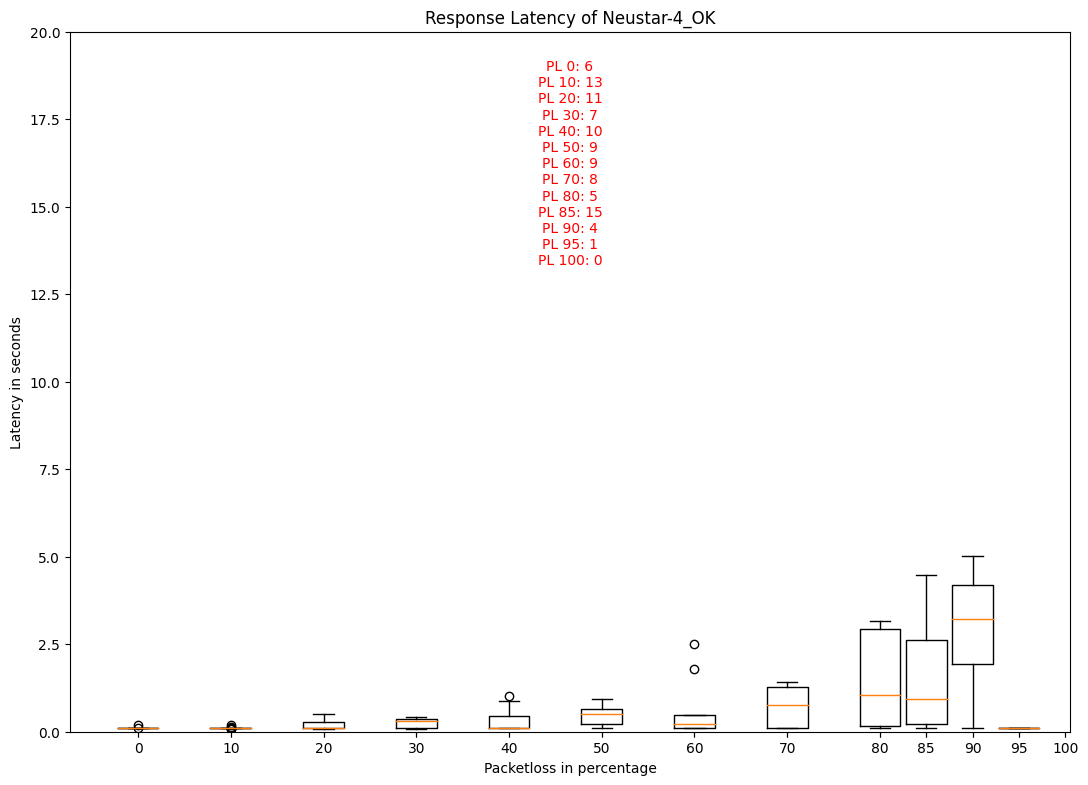 Response Latency of Neustar-4_OK
20.0
17.5
15.0
12.5
10.0
7.5
5.0
2.5
0.0
Latency in seconds
PL 0: 6
PL 10: 13
PL 20: 11
PL 30: 7
PL 40: 10
PL 50: 9
PL 60: 9
PL 70: 8
PL 80: 5
PL 85: 15
PL 90: 4
PL 95: 1
PL 100: 0
0 10 20 30 40 50 60 70 80 85 90 95 100
Packetloss in percentage